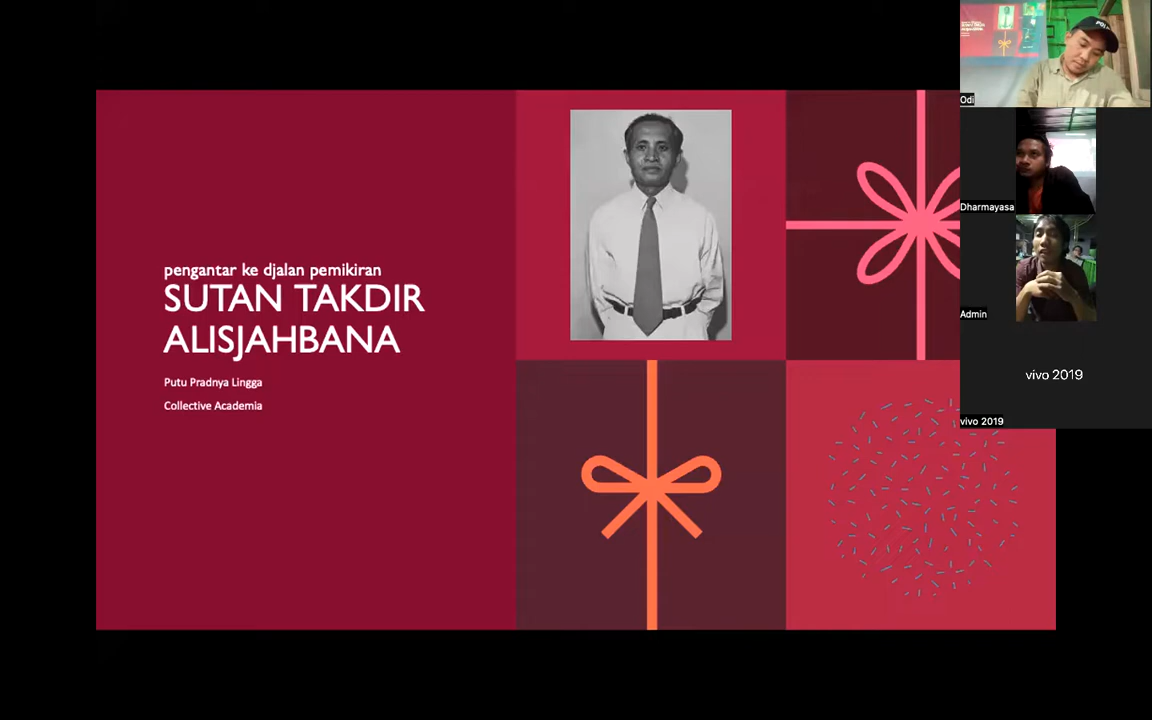 pengantar ke djalan pemikiran
SUTAN TAKDIR
ALISJAHBANA
Putu Pradnya Lingga
Collective Academia
Odi
Dharmayasa
Admin
vivo 2019
vivo 2019